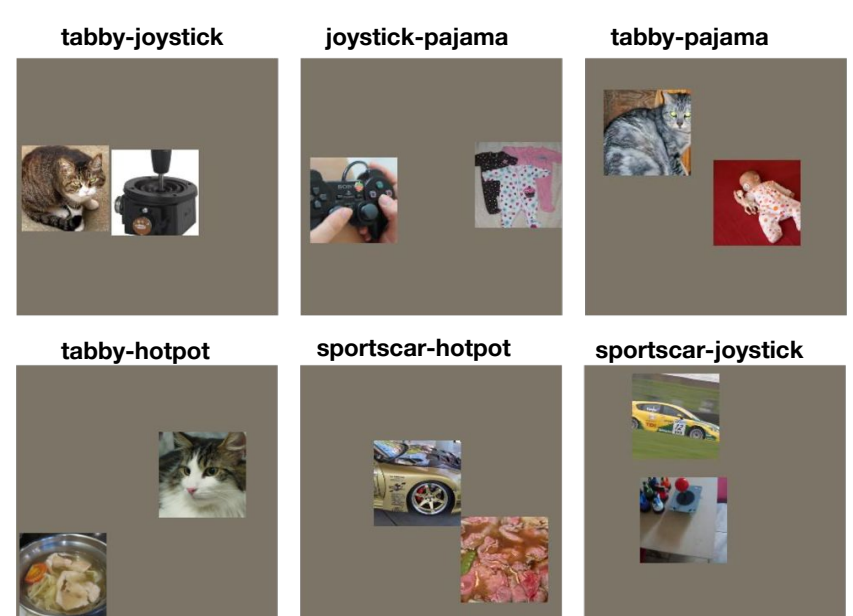 tabby-joystick
joystick-pajama
tabby-pajama
tabby-hotpot
sportscar-hotpot
sportscar-joystick